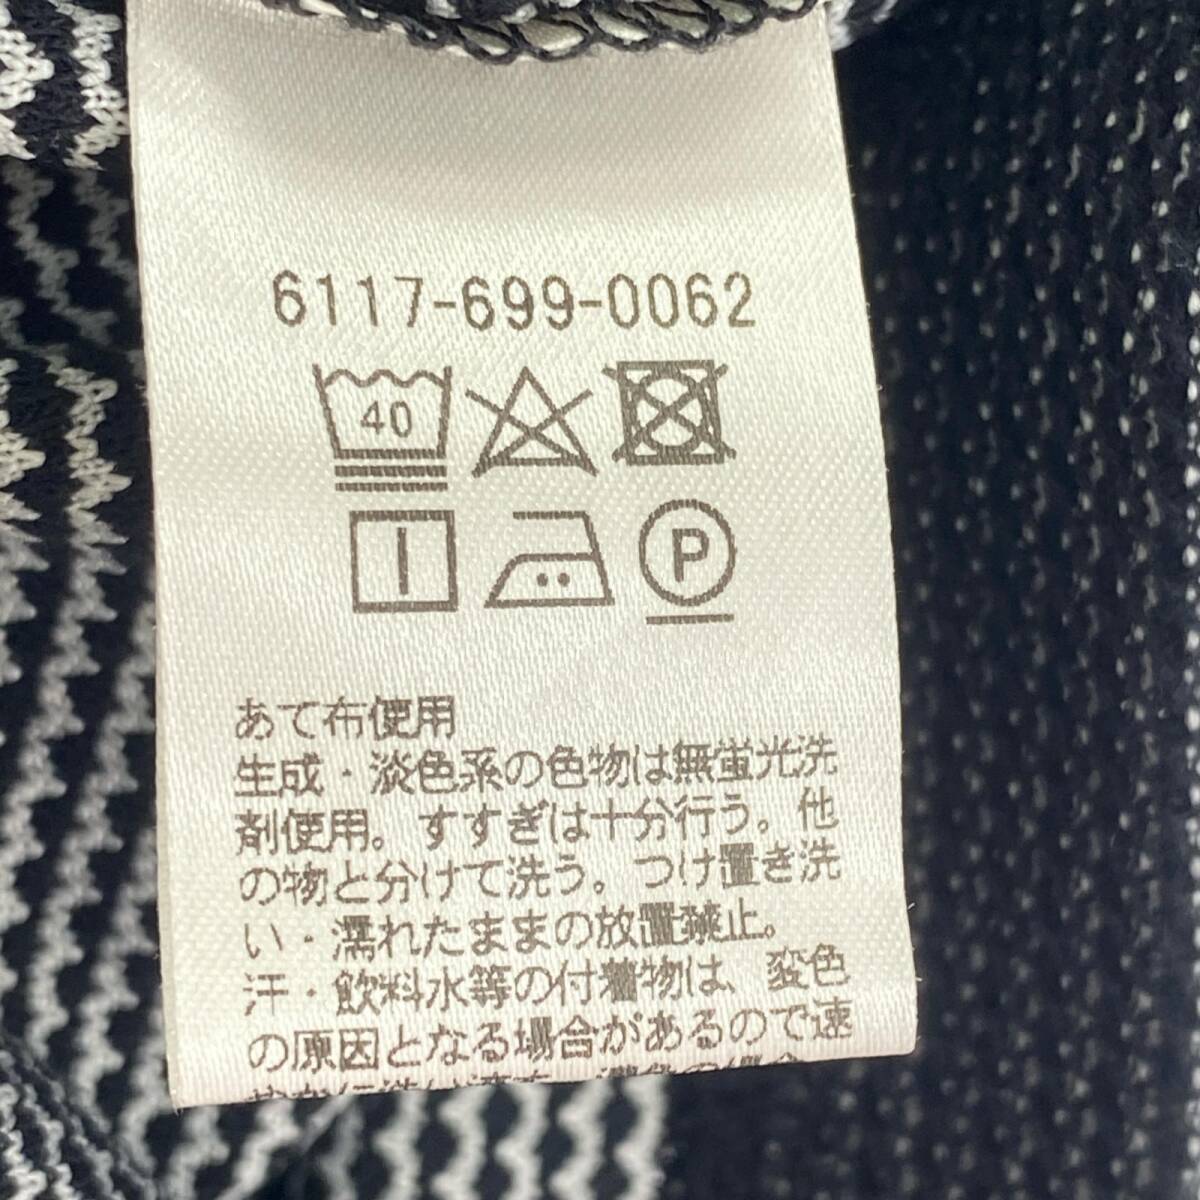 6117-699-0062
40
P
あて布使用
生成・淡色系の色物は無蛍光洗
剤使用。すすぎは十分行う。他
の物と分けて洗う。つけ置き洗
い・濡れたままの放置禁止。
汗・飲料水等の付着物は、変色
の原因となる場合があるので速